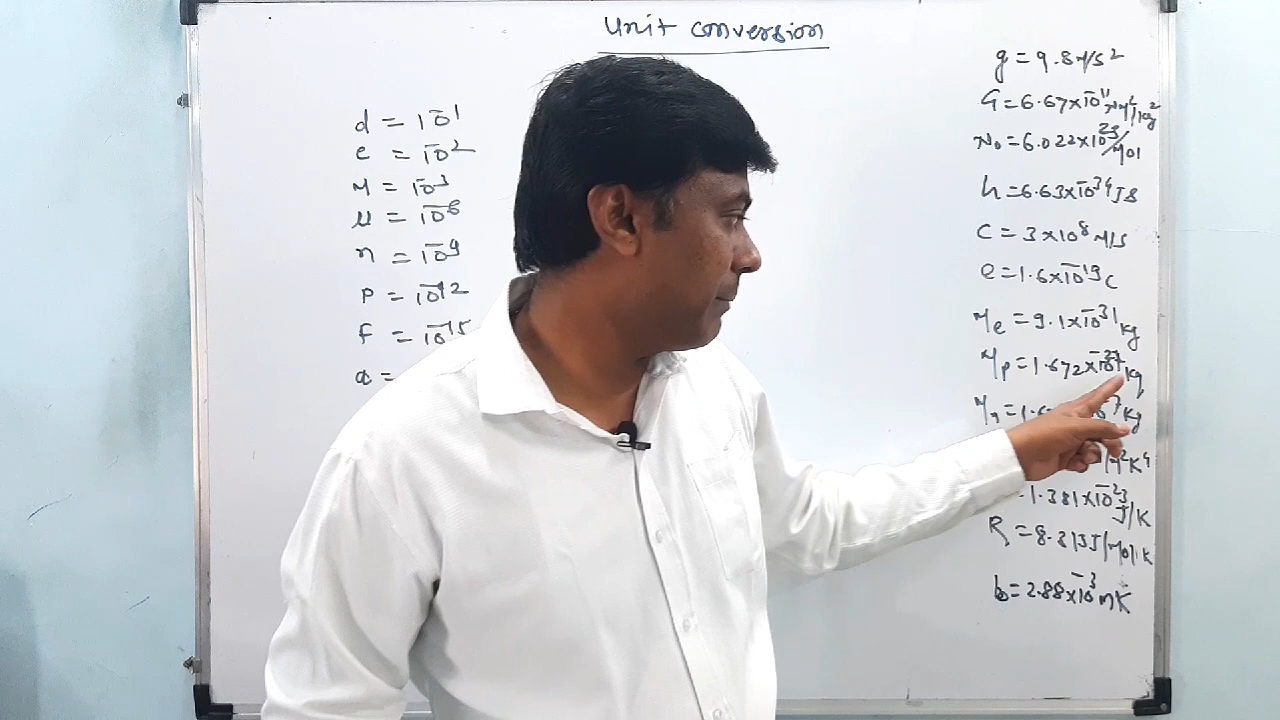 Unit conversion
d = 10⁻¹
c = 10⁻²
M = 10⁻³
μ = 10⁻⁶
n = 10⁻⁹
P = 10⁻¹²
f = 10⁻¹⁵
a =
g = 9.8 M/s²
G = 6.67×10⁻¹¹ NM²/kg²
N₀ = 6.022×10²³/Mol
h = 6.63×10⁻³⁴ JS
C = 3×10⁸ M/s
e = 1.6×10⁻¹⁹ C
Me = 9.1×10⁻³¹ kg
Mp = 1.672×10⁻²⁷ kg
Kg
/M²K⁴
= 1.381×10⁻²³ J/K
R = 8.313 J/Mol.K
b = 2.88×10⁻³ mK